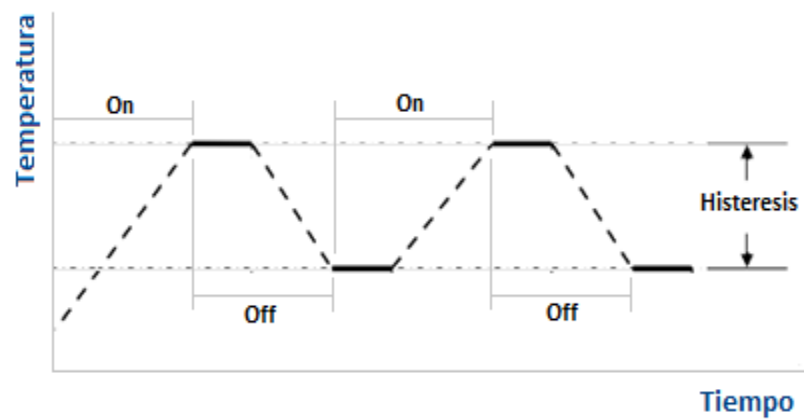 Temperatura
On
On
Histeresis
Off
Off
Tiempo